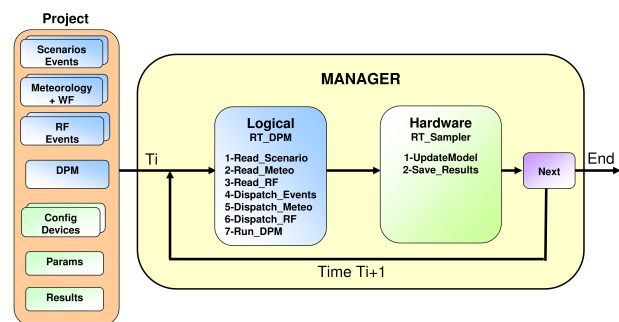 Project
Scenarios
Events
Meteorology
+ WF
RF
Events
DPM
Config
Devices
Params
Results
Ti
MANAGER
Logical
RT_DPM
1-Read_Scenario
2-Read_Meteo
3-Read_RF
4-Dispatch_Events
5-Dispatch_Meteo
6-Dispatch_RF
7-Run_DPM
Hardware
RT_Sampler
1-UpdateModel
2-Save_Results
Next
End
Time Ti+1